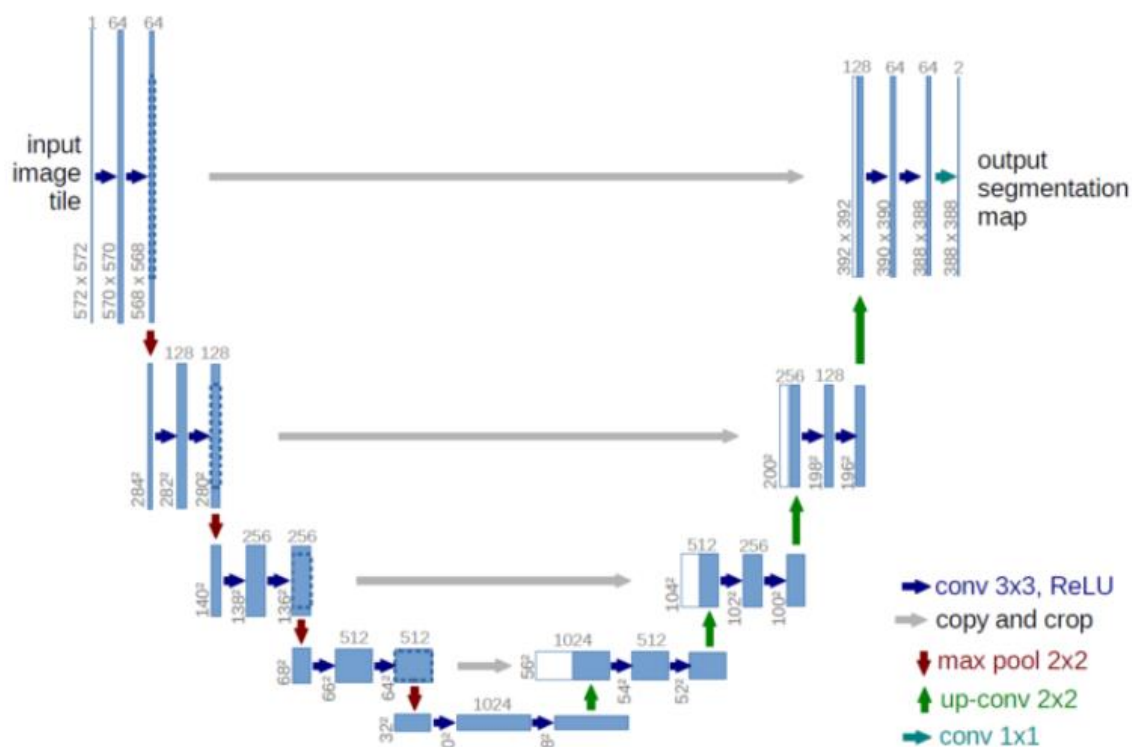 1 64 64
input
image
tile
572 x 572
570 x 570
568 x 568
128 64 64 2
output
segmentation
map
392 x 392
390 x 390
388 x 388
388 x 388
128 128
284²
282²
280²
256 128
200²
198²
196²
256 256
140²
138²
136²
512 256
104²
102²
100²
512 512
68²
66²
64²
1024 512
56²
54²
52²
1024
32²
0²
8²
conv 3x3, ReLU
copy and crop
max pool 2x2
up-conv 2x2
conv 1x1